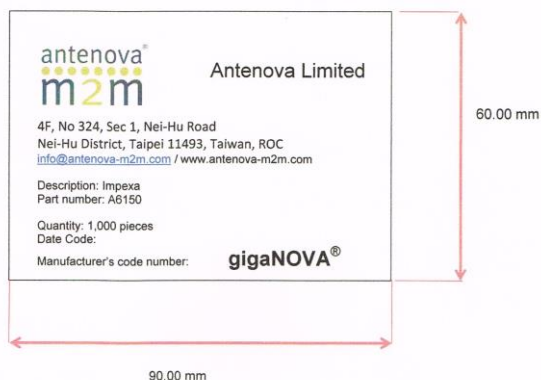 antenova®
m2m
Antenova Limited
4F, No 324, Sec 1, Nei-Hu Road
Nei-Hu District, Taipei 11493, Taiwan, ROC
info@antenova-m2m.com / www.antenova-m2m.com
Description: Impexa
Part number: A6150
Quantity: 1,000 pieces
Date Code:
Manufacturer's code number:
gigaNOVA®
60.00 mm
90.00 mm